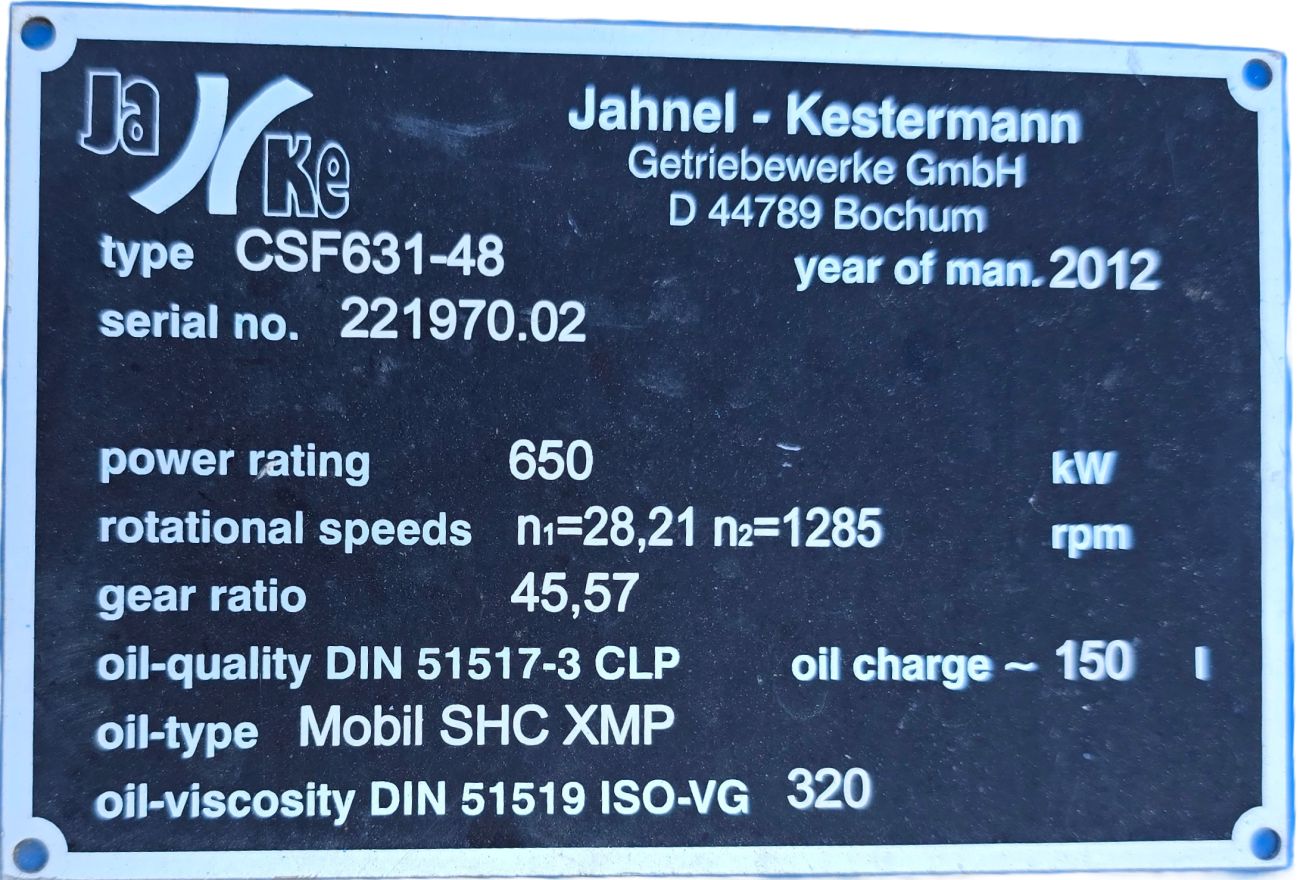 Ja Ke
Jahnel - Kestermann
Getriebewerke GmbH
D 44789 Bochum
type CSF631-48 year of man. 2012
serial no. 221970.02
power rating 650 kW
rotational speeds n₁=28,21 n₂=1285 rpm
gear ratio 45,57
oil-quality DIN 51517-3 CLP oil charge ~ 150 l
oil-type Mobil SHC XMP
oil-viscosity DIN 51519 ISO-VG 320